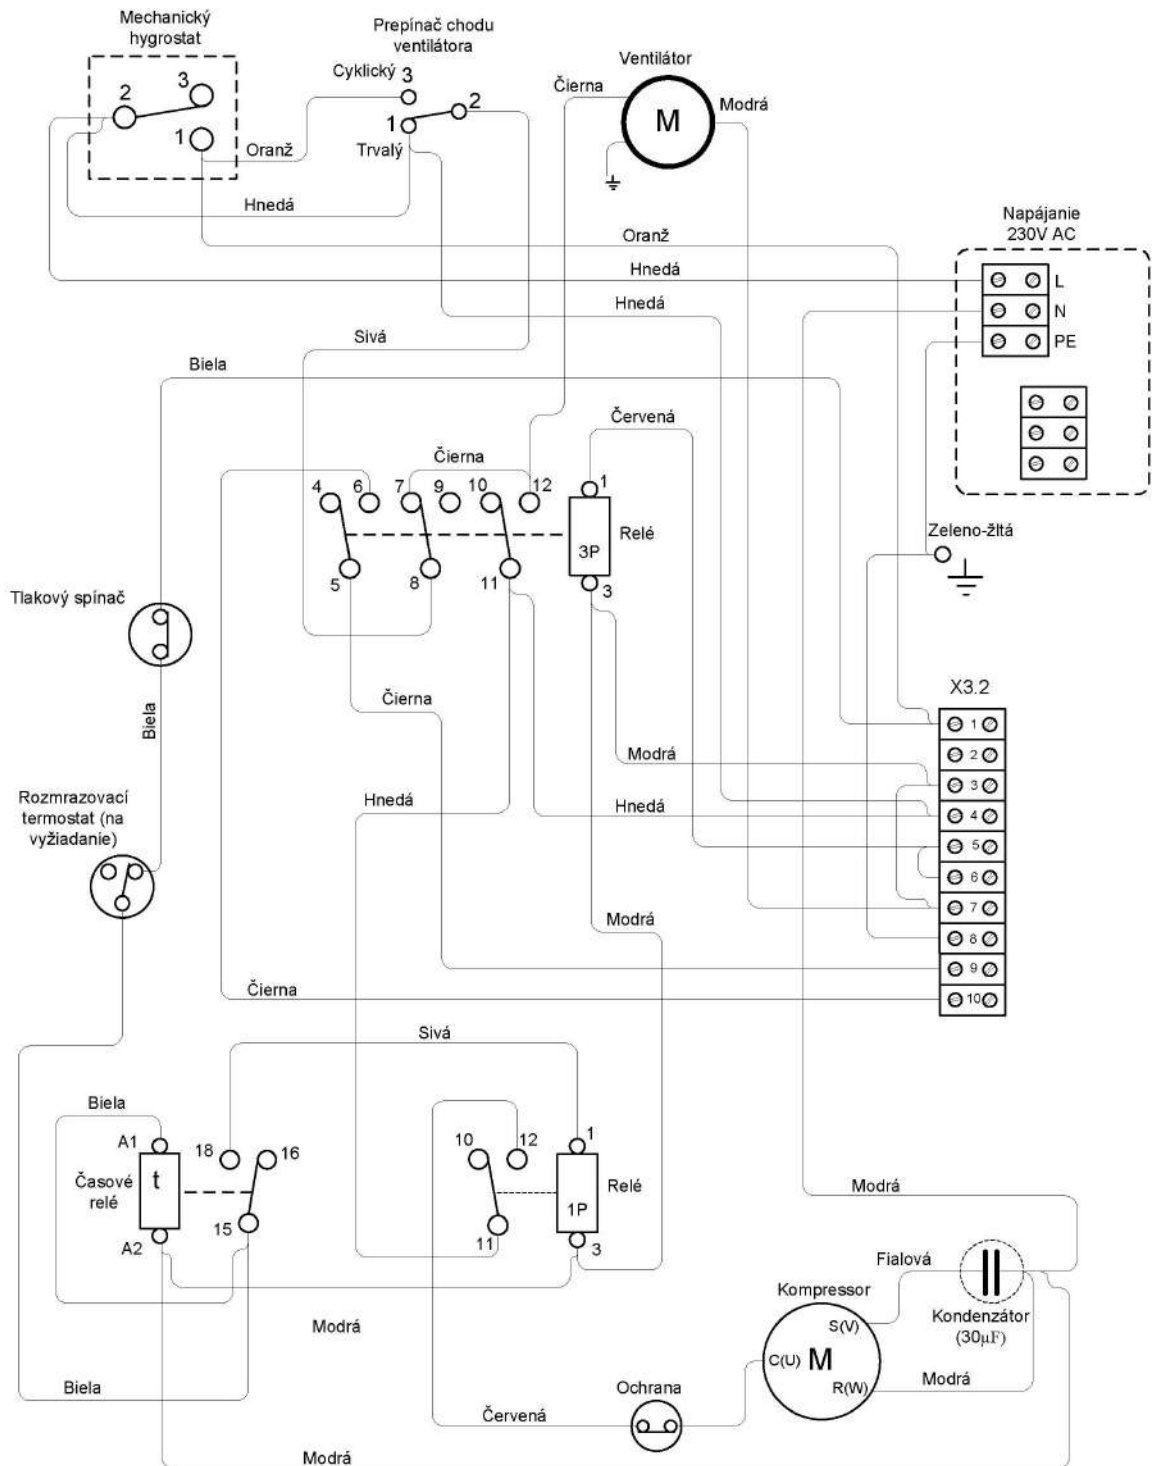 Mechanický
hygrostat
Prepínač chodu
ventilátora
Cyklický 3
2
1
Trvalý
3
2
1
Oranž
Hnedá
Ventilátor
Čierna
M
Modrá
Napájanie
230V AC
L
N
PE
Oranž
Hnedá
Hnedá
Sivá
Biela
Červená
Čierna
4
6
7
9
10
12
1
Relé
3P
5
8
11
3
Zeleno-žltá
Tlakový spínač
Biela
Čierna
X3.2
1
2
3
4
5
6
7
8
9
10
Modrá
Hnedá
Hnedá
Rozmrazovací
termostat (na
vyžiadanie)
Modrá
Čierna
Sivá
Biela
A1
t
Časové
relé
A2
18
16
15
10
12
1
Relé
1P
11
3
Modrá
Fialová
Kondenzátor
(30µF)
Kompressor
S(V)
C(U) M
R(W)
Modrá
Modrá
Biela
Ochrana
Červená
Modrá